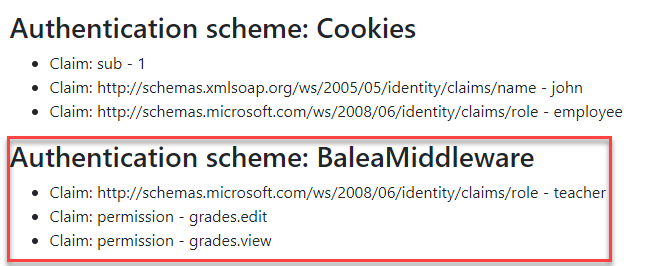 Authentication scheme: Cookies
Claim: sub - 1
Claim: http://schemas.xmlsoap.org/ws/2005/05/identity/claims/name - john
Claim: http://schemas.microsoft.com/ws/2008/06/identity/claims/role - employee
Authentication scheme: BaleaMiddleware
Claim: http://schemas.microsoft.com/ws/2008/06/identity/claims/role - teacher
Claim: permission - grades.edit
Claim: permission - grades.view